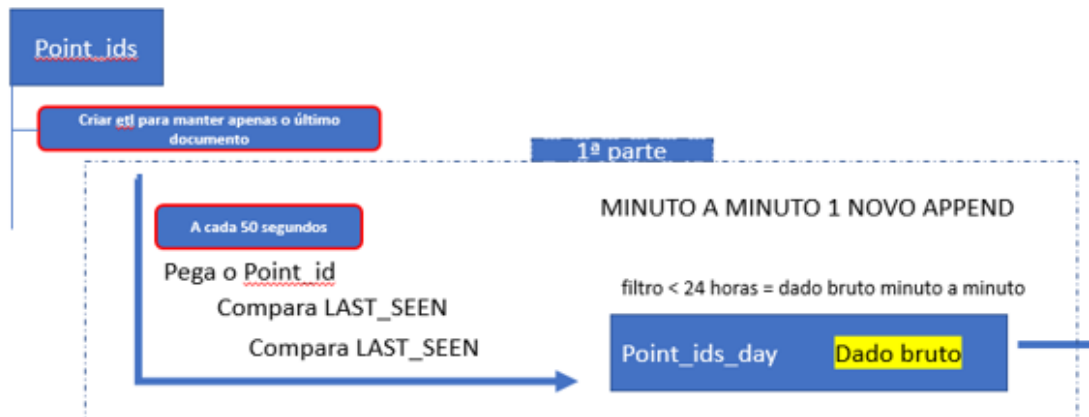 Point_ids
Criar etl para manter apenas o último
documento
1ª parte
A cada 50 segundos
MINUTO A MINUTO 1 NOVO APPEND
Pega o Point_id
Compara LAST_SEEN
Compara LAST_SEEN
filtro < 24 horas = dado bruto minuto a minuto
Point_ids_day Dado bruto